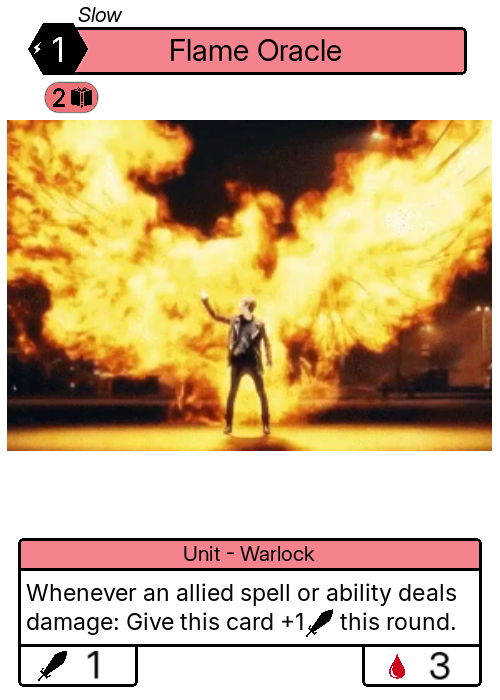 Slow
1 Flame Oracle
2
Unit - Warlock
Whenever an allied spell or ability deals
damage: Give this card +1 this round.
1 3